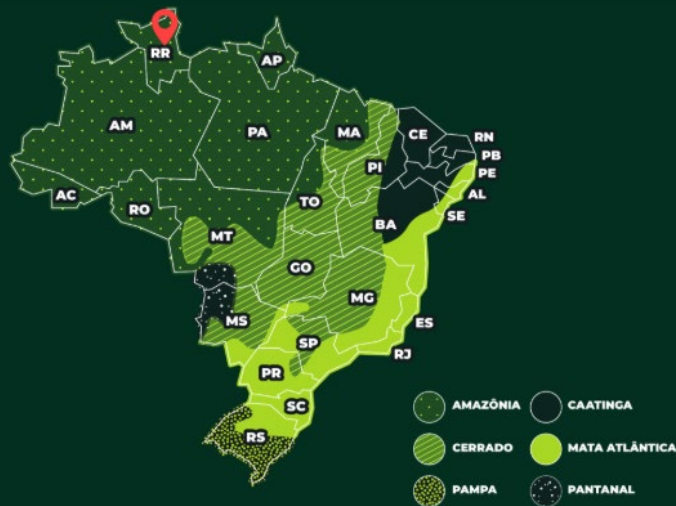 RR
AP
AM
PA
MA
CE
RN
PB
PE
AL
SE
PI
AC
RO
TO
BA
MT
GO
MG
MS
ES
SP
RJ
PR
SC
RS
AMAZÔNIA
CAATINGA
CERRADO
MATA ATLÂNTICA
PAMPA
PANTANAL